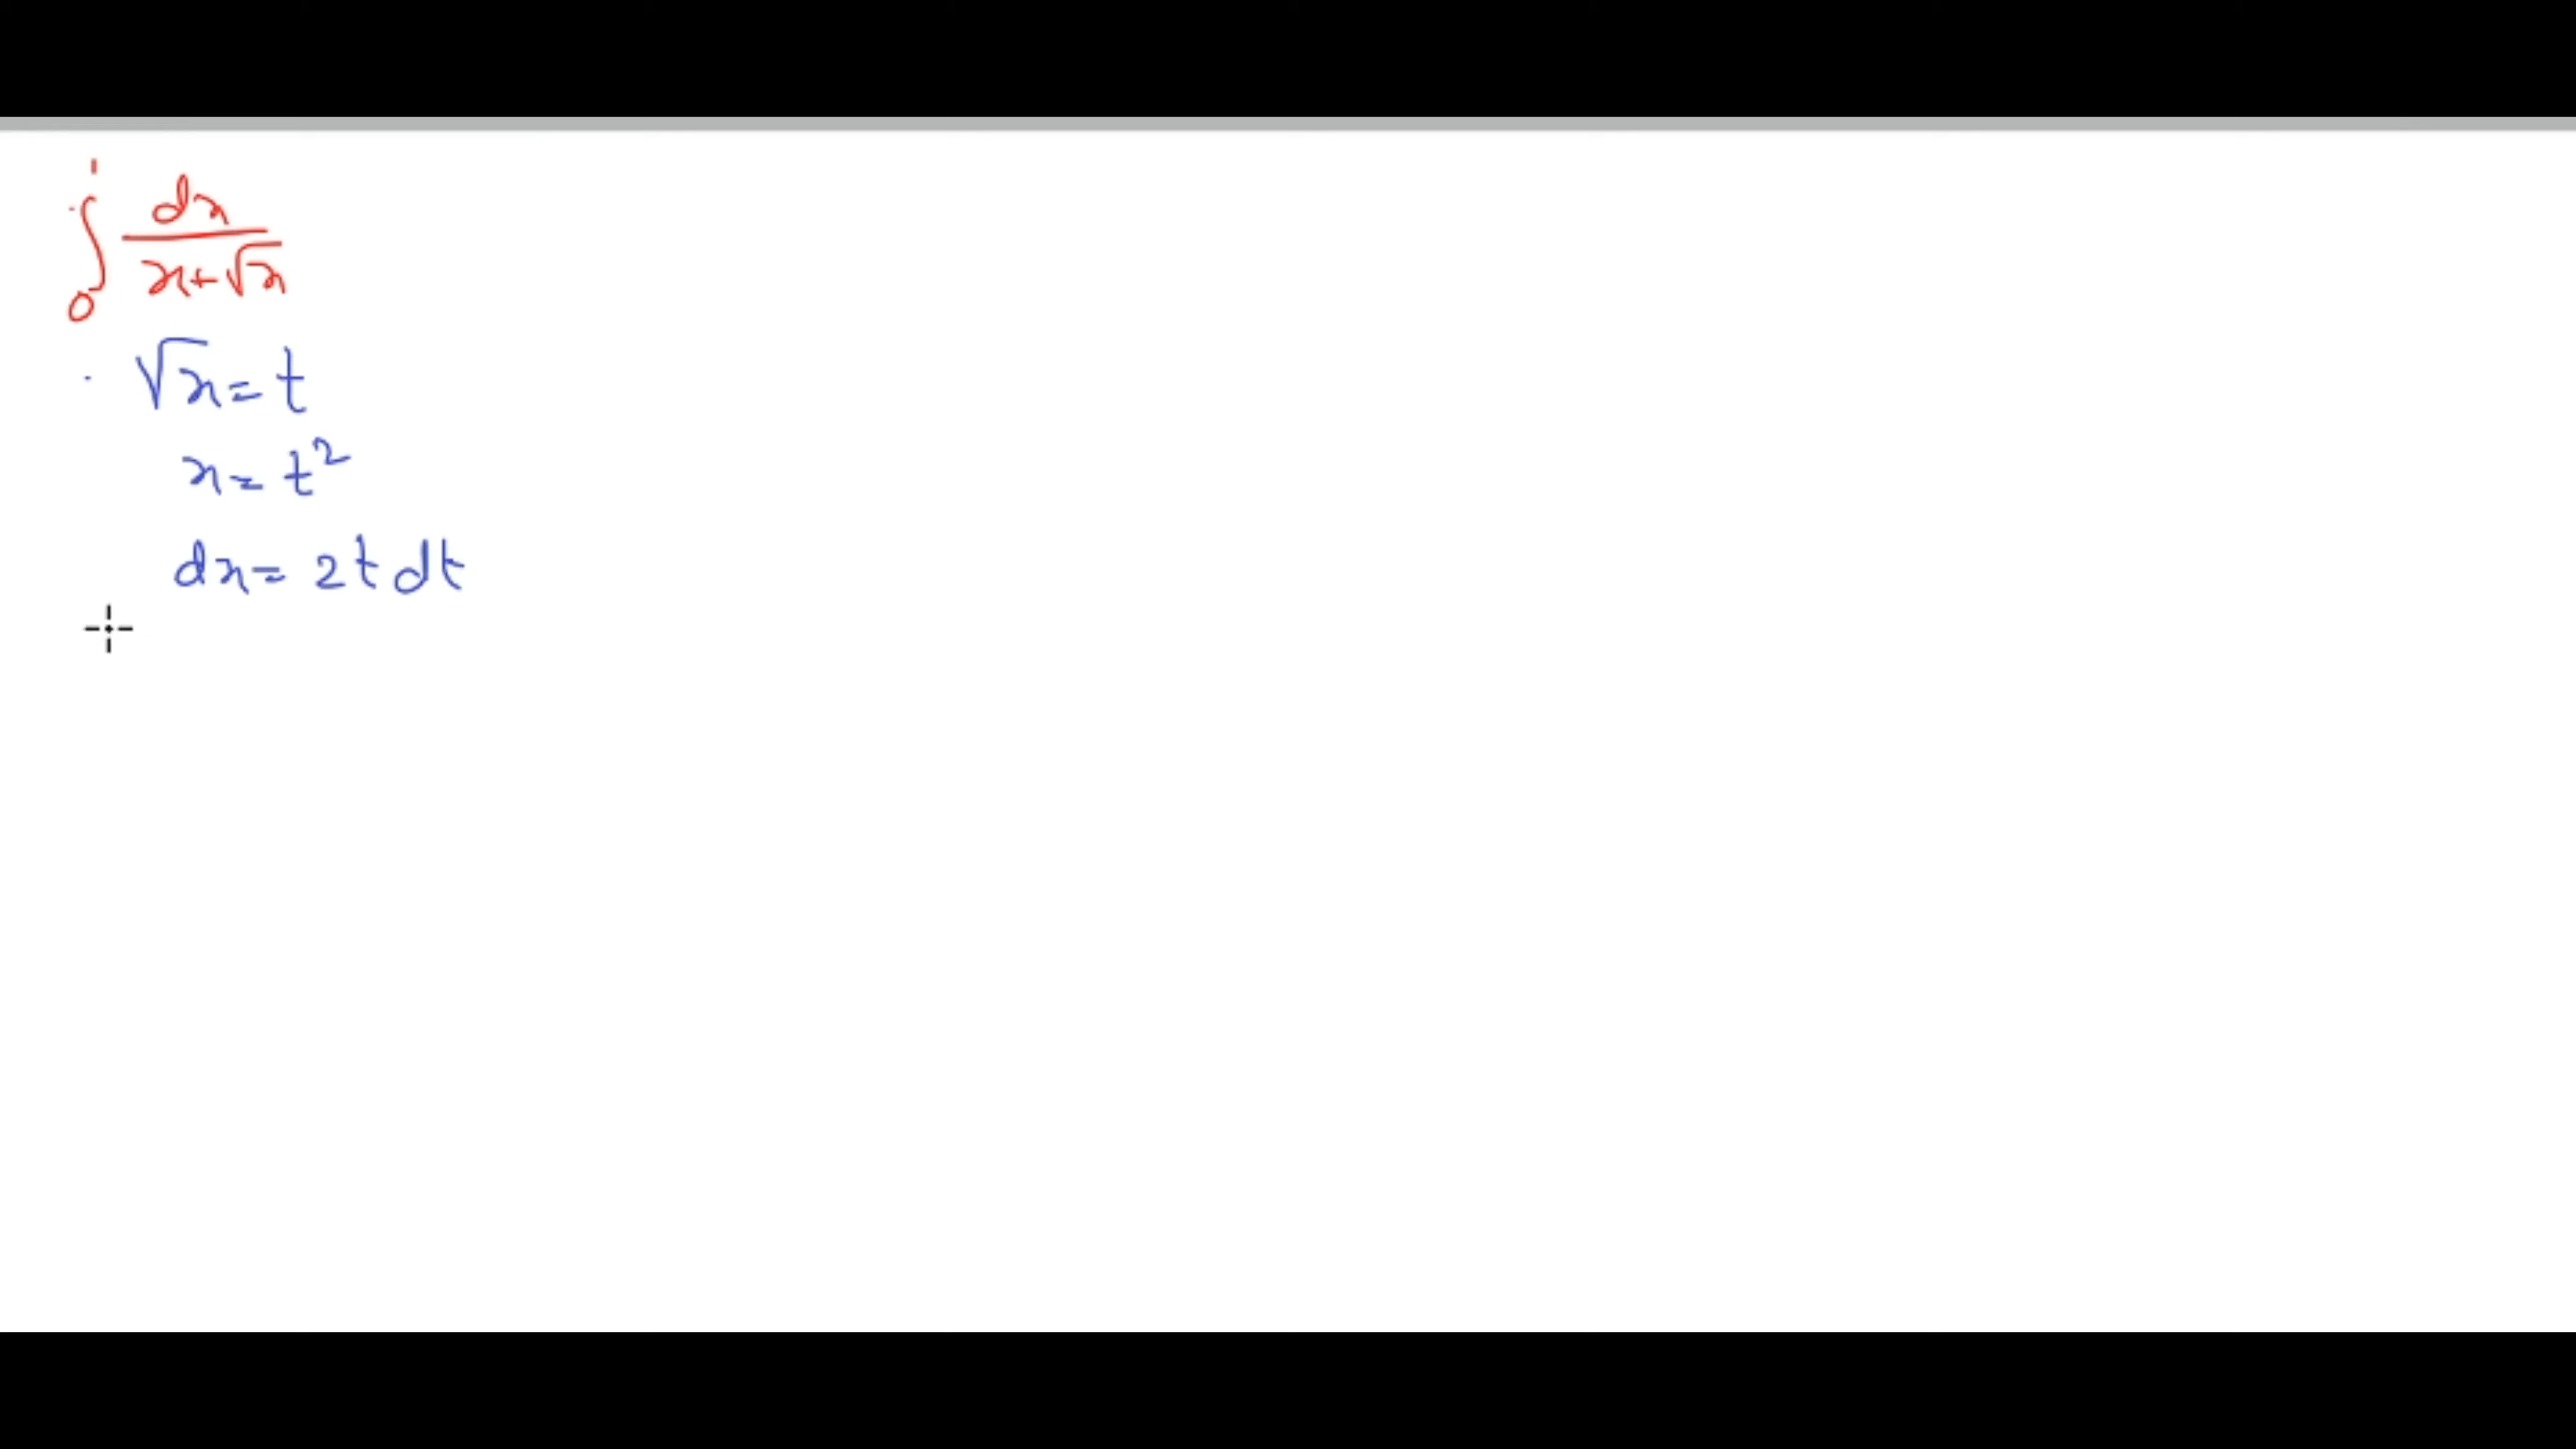 ∫₀¹ dx/(x+√x)
√x = t
x = t²
dx = 2t dt